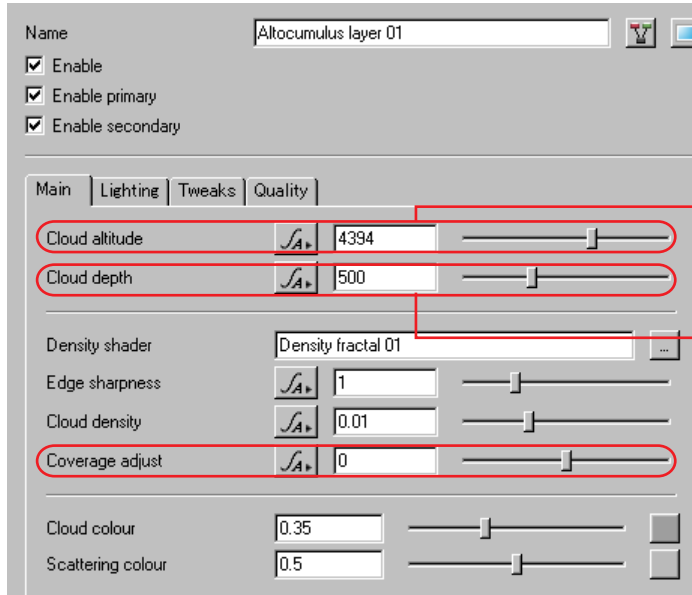 Name Altocumulus layer 01
Enable
Enable primary
Enable secondary
Main Lighting Tweaks Quality
Cloud altitude 4394
Cloud depth 500
Density shader Density fractal 01 ...
Edge sharpness 1
Cloud density 0.01
Coverage adjust 0
Cloud colour 0.35
Scattering colour 0.5